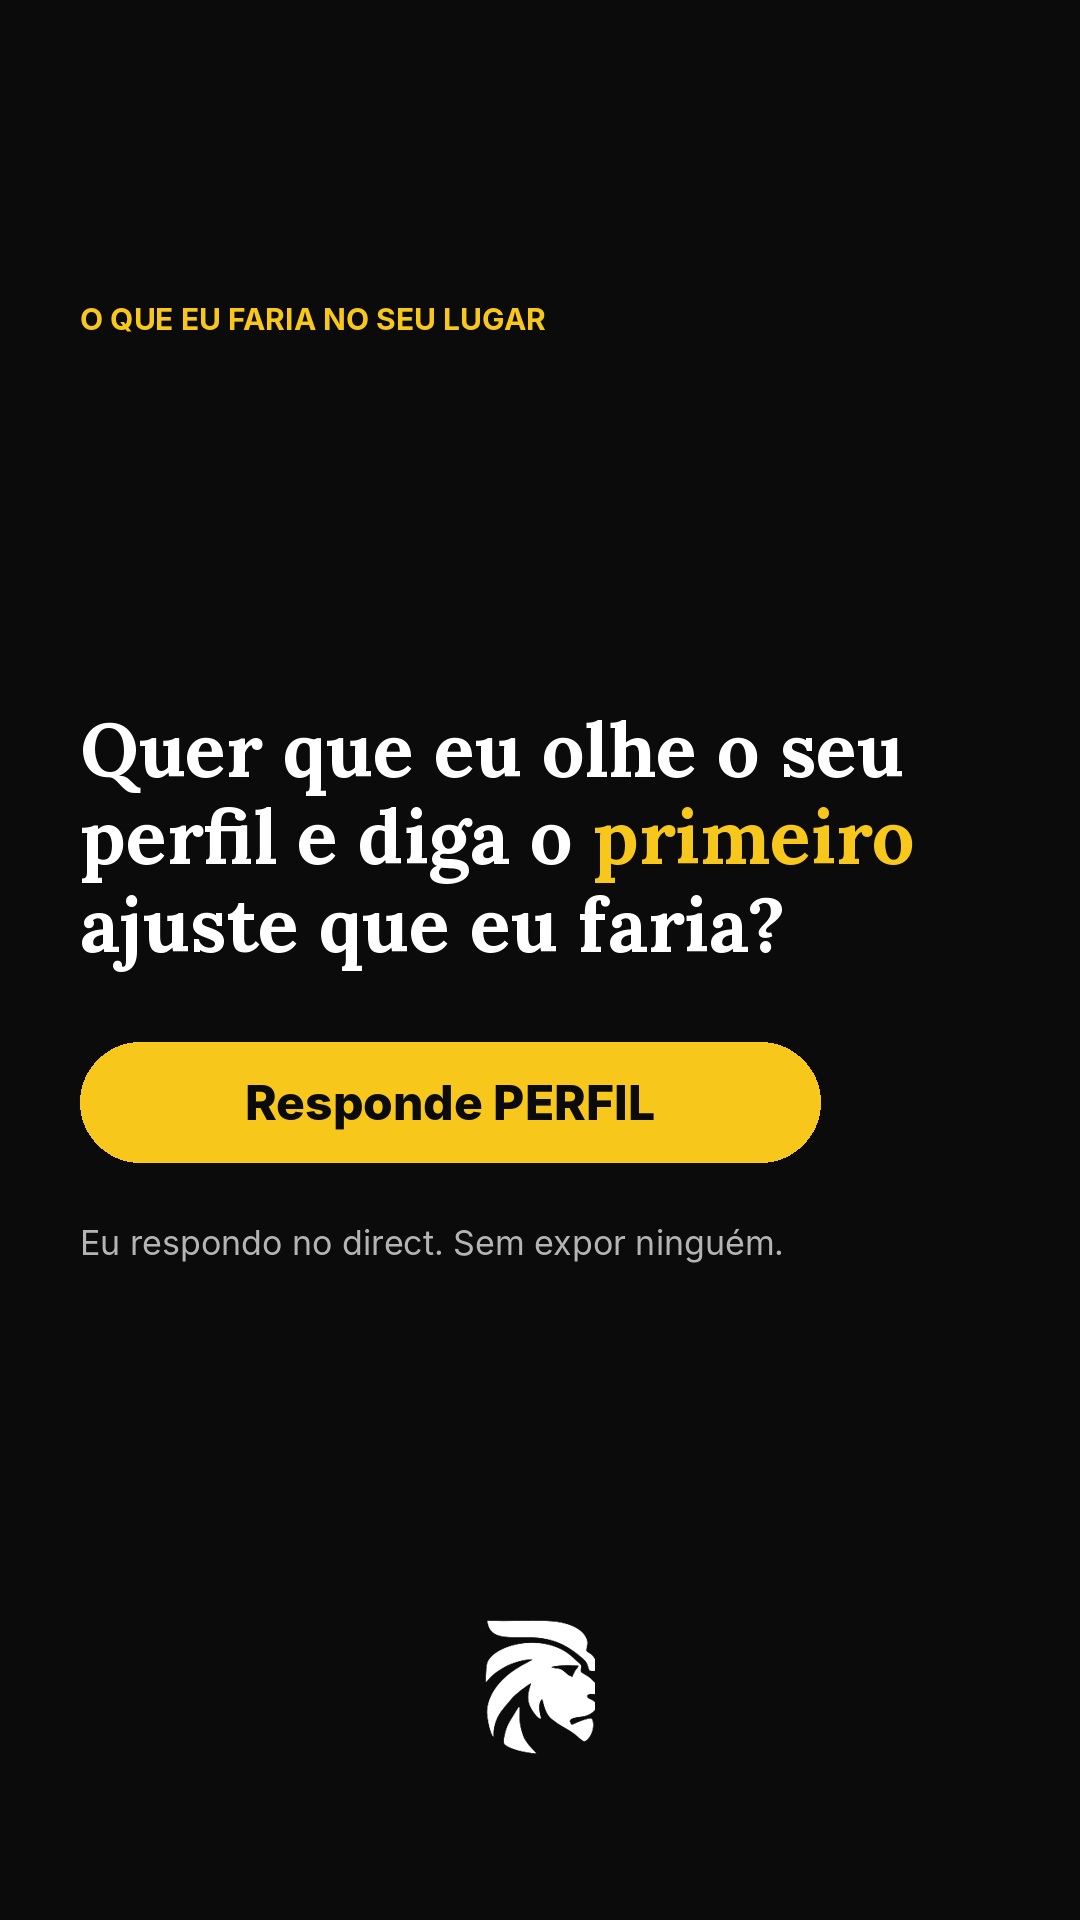 O QUE EU FARIA NO SEU LUGAR
Quer que eu olhe o seu
perfil e diga o primeiro
ajuste que eu faria?
Responde PERFIL
Eu respondo no direct. Sem expor ninguém.